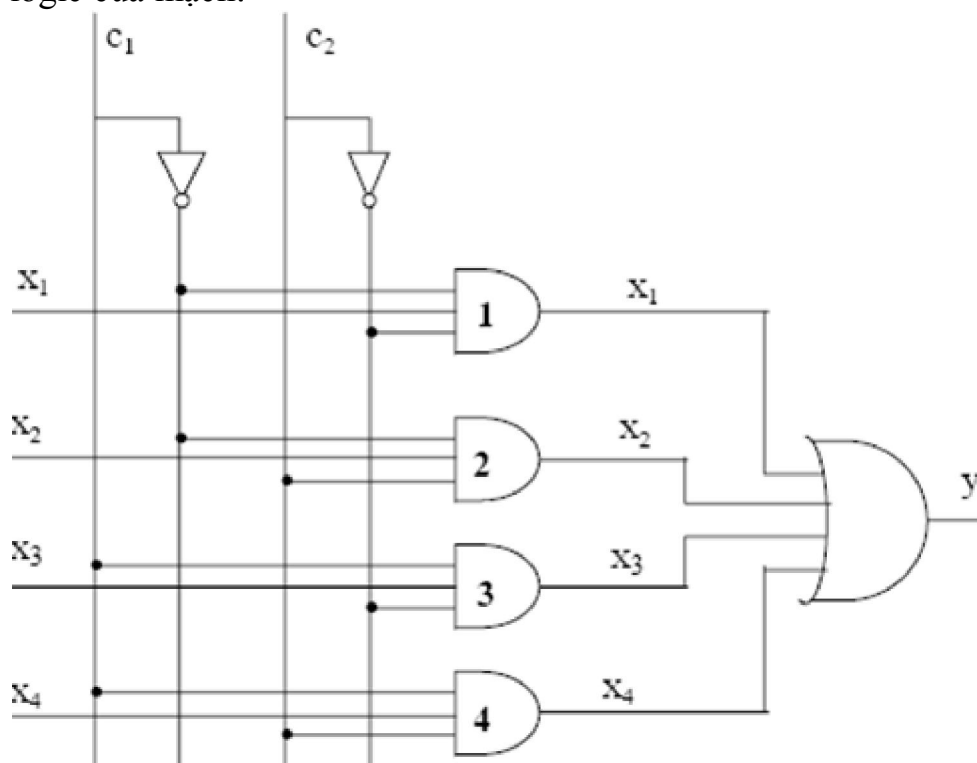 logic của mạch.
c₁ c₂
x₁ 1 x₁
x₂ 2 x₂
y
x₃ 3 x₃
x₄ 4 x₄